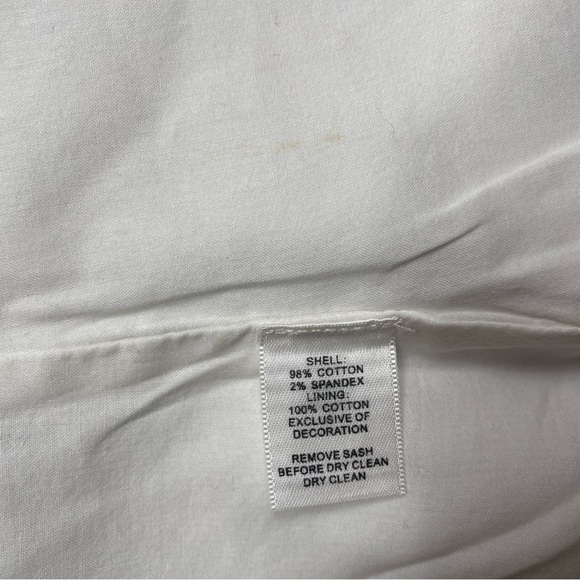 SHELL:
98% COTTON
2% SPANDEX
LINING:
100% COTTON
EXCLUSIVE OF
DECORATION
REMOVE SASH
BEFORE DRY CLEAN
DRY CLEAN